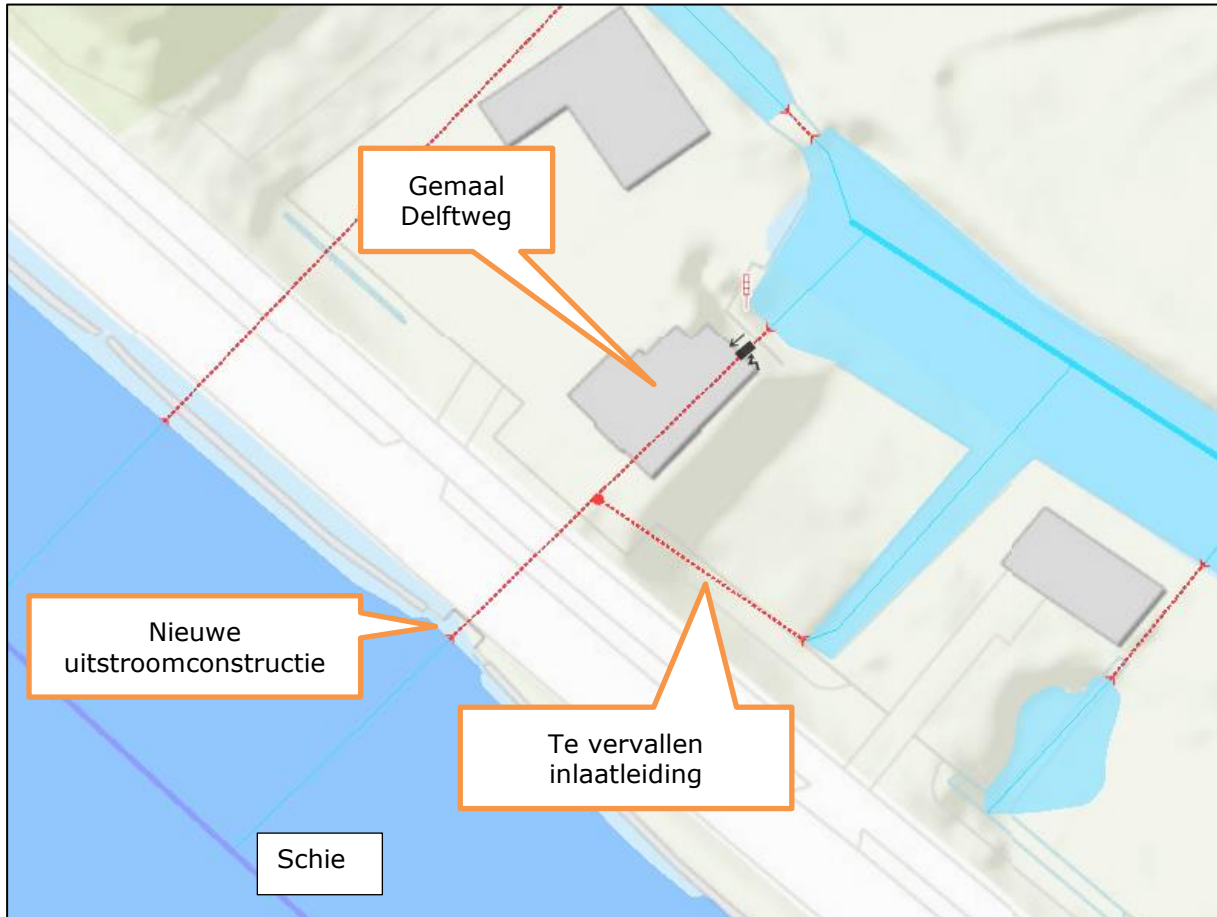 Gemaal
Delftweg
Nieuwe
uitstroomconstructie
Te vervallen
inlaatleiding
Schie